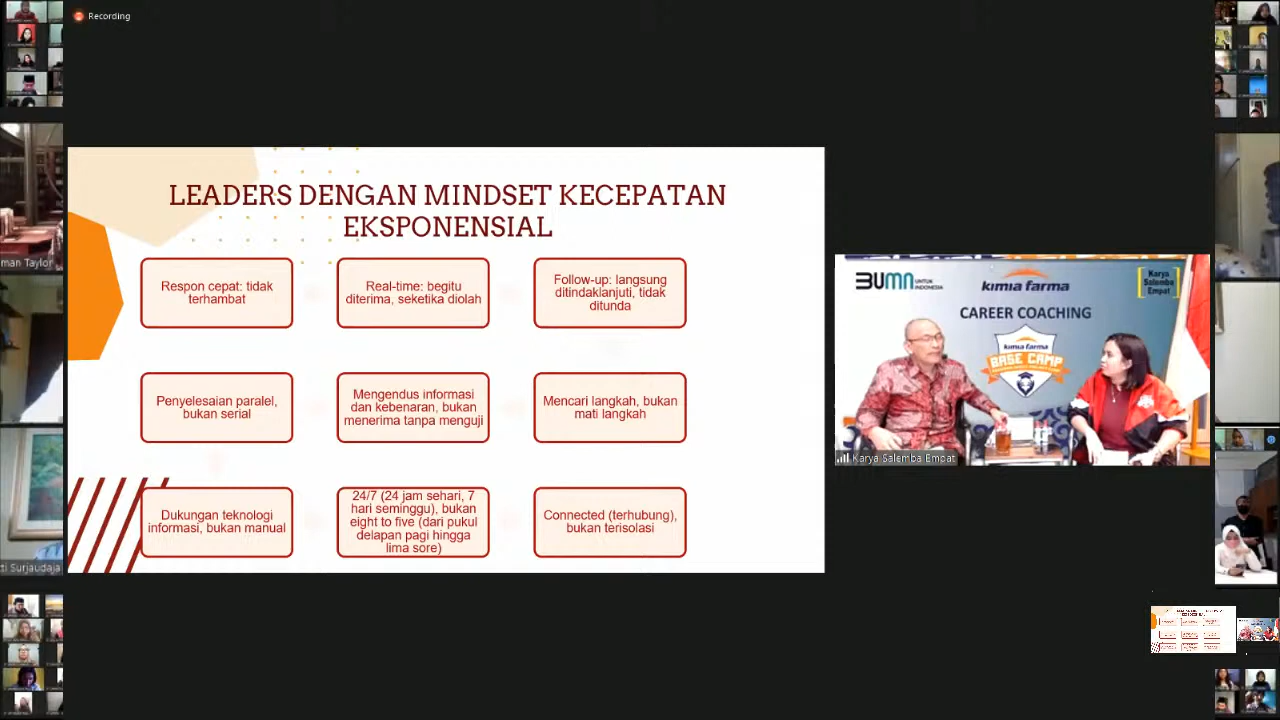 Recording
LEADERS DENGAN MINDSET KECEPATAN
EKSPONENSIAL
Respon cepat: tidak
terhambat
Real-time: begitu
diterima, seketika diolah
Follow-up: langsung
ditindaklanjuti, tidak
ditunda
Penyelesaian paralel,
bukan serial
Mengendus informasi
dan kebenaran, bukan
menerima tanpa menguji
Mencari langkah, bukan
mati langkah
Dukungan teknologi
informasi, bukan manual
24/7 (24 jam sehari, 7
hari seminggu), bukan
eight to five (dari pukul
delapan pagi hingga
lima sore)
Connected (terhubung),
bukan terisolasi
BUMN
UNTUK
INDONESIA
kimia farma
Karya
Salemba
Empat
CAREER COACHING
kimia farma
BASE CAMP
Karya Salemba Empat
man Taylor
ti Surjaudaja